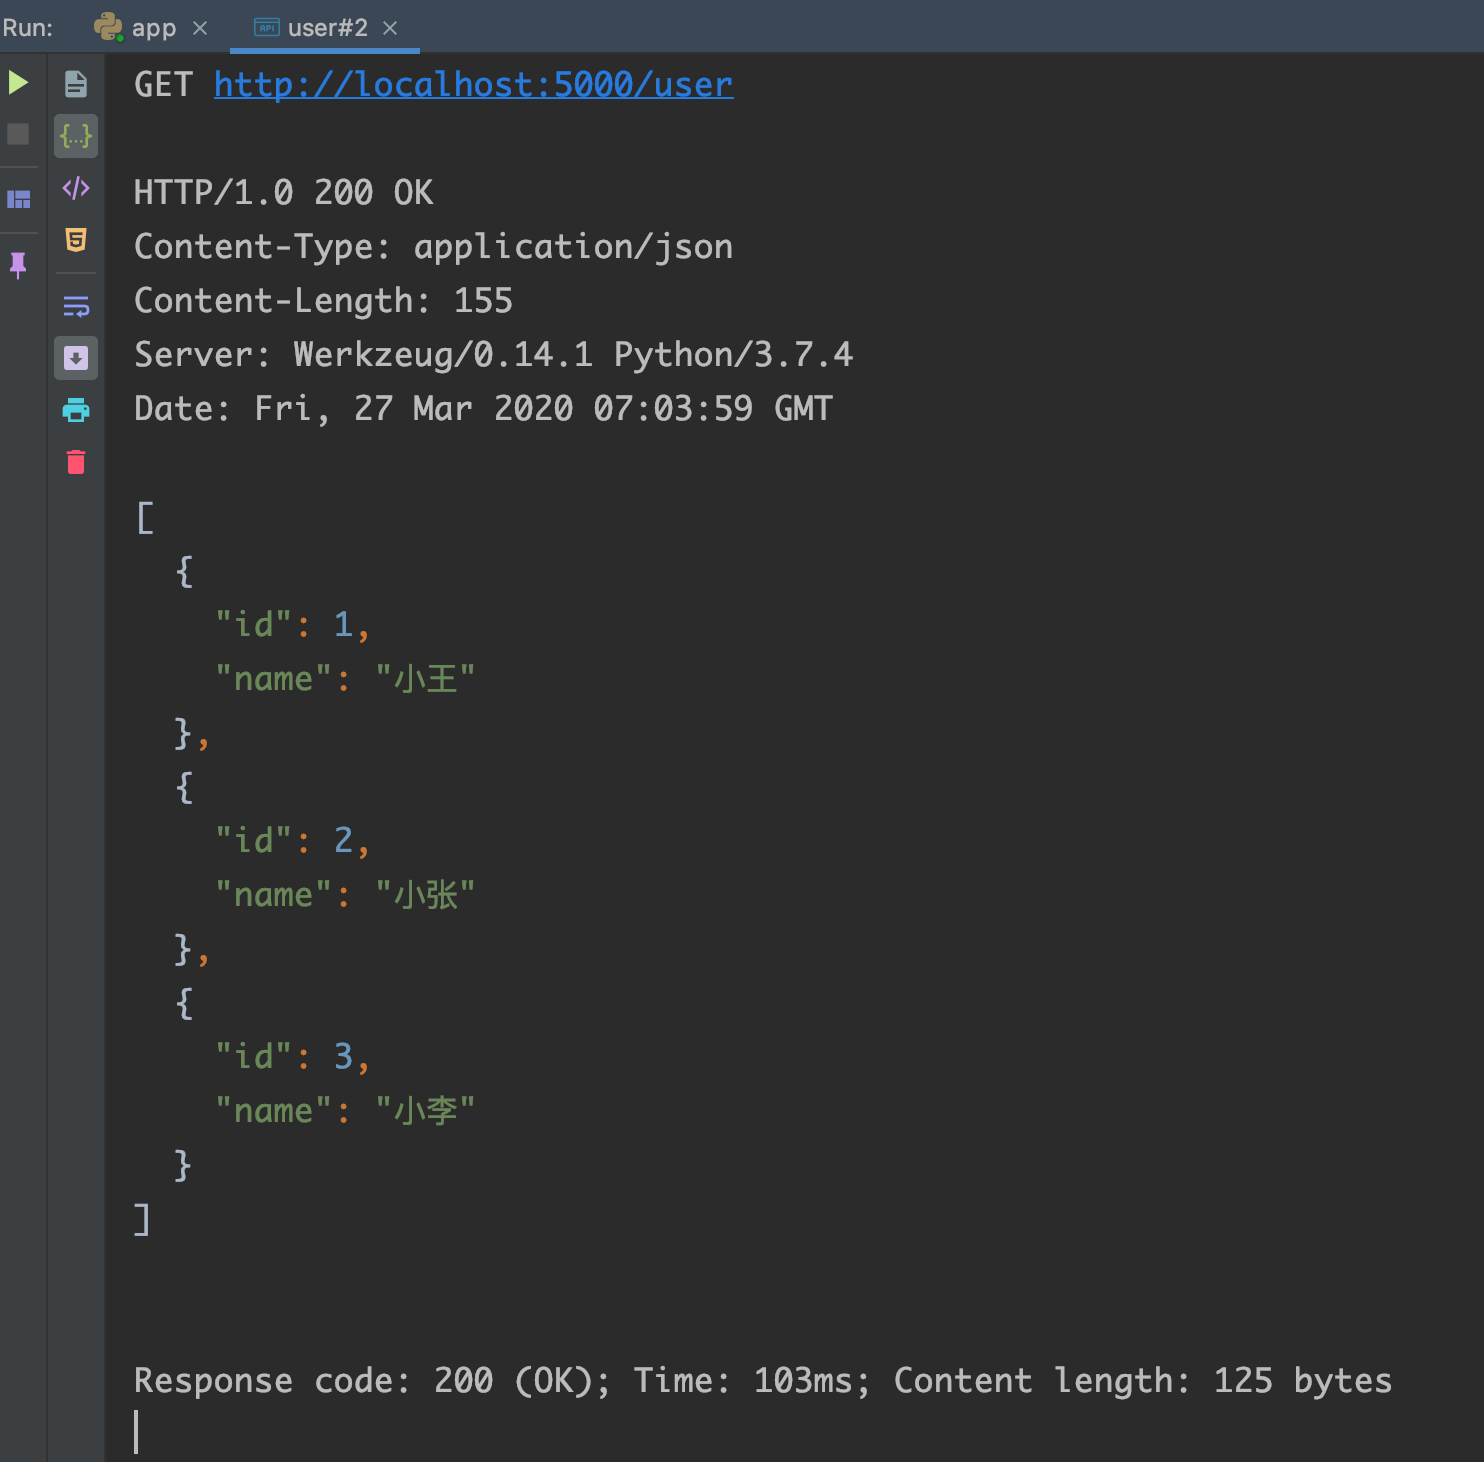 Run: app user#2
GET http://localhost:5000/user
HTTP/1.0 200 OK
Content-Type: application/json
Content-Length: 155
Server: Werkzeug/0.14.1 Python/3.7.4
Date: Fri, 27 Mar 2020 07:03:59 GMT
[
{
"id": 1,
"name": "小王"
},
{
"id": 2,
"name": "小张"
},
{
"id": 3,
"name": "小李"
}
]
Response code: 200 (OK); Time: 103ms; Content length: 125 bytes